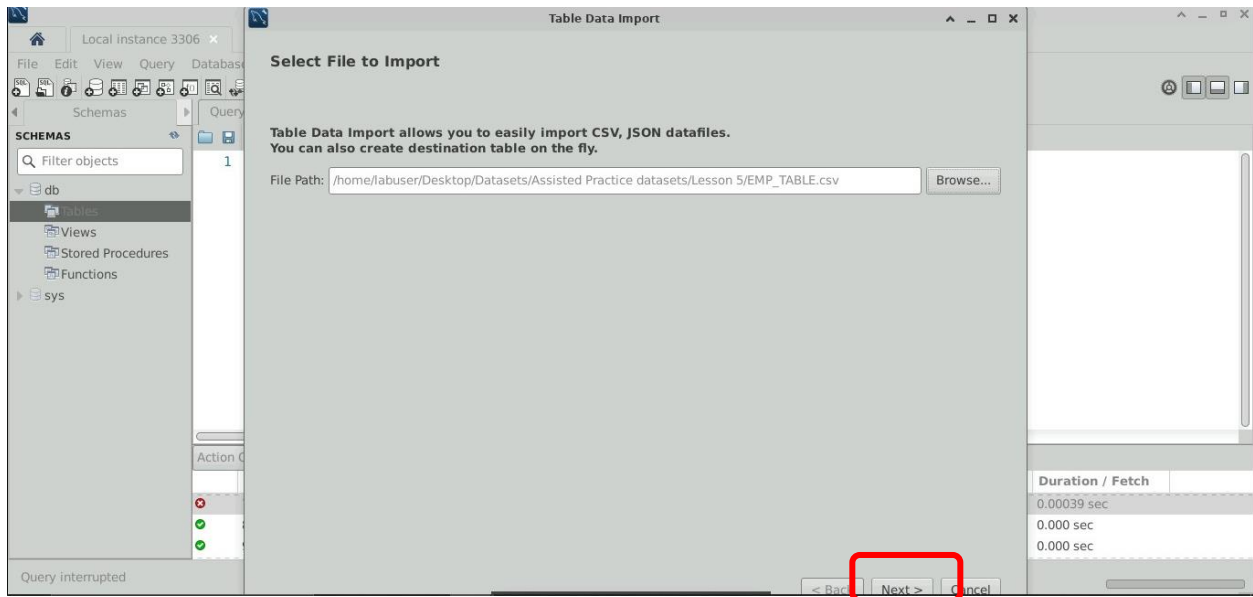 Table Data Import
Local instance 3306
File Edit View Query Databas
Schemas
Query
SCHEMAS
Filter objects
1
db
Tables
Views
Stored Procedures
Functions
sys
Select File to Import
Table Data Import allows you to easily import CSV, JSON datafiles.
You can also create destination table on the fly.
File Path: /home/labuser/Desktop/Datasets/Assisted Practice datasets/Lesson 5/EMP_TABLE.csv Browse...
Action
Duration / Fetch
0.00039 sec
0.000 sec
0.000 sec
Query interrupted
< Back Next > Cancel